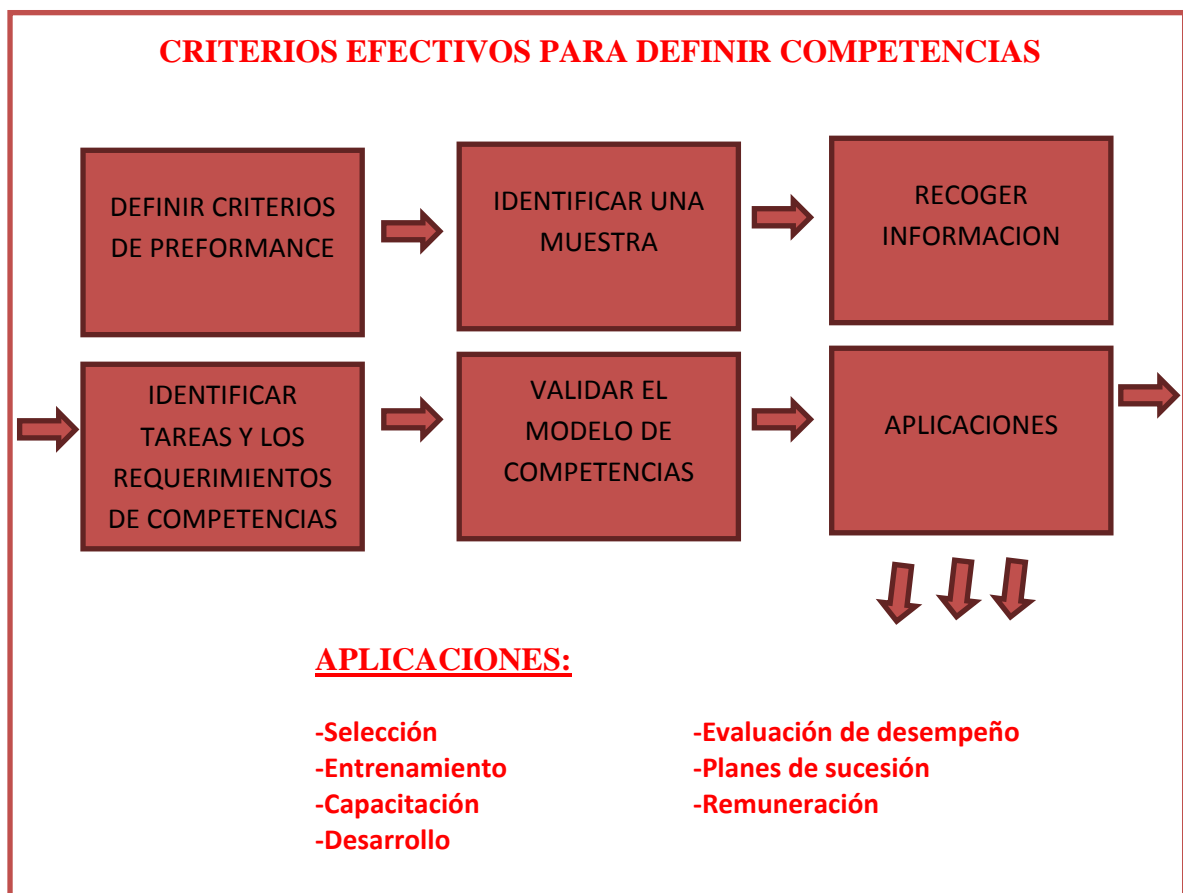 CRITERIOS EFECTIVOS PARA DEFINIR COMPETENCIAS
DEFINIR CRITERIOS
DE PREFORMANCE
IDENTIFICAR UNA
MUESTRA
RECOGER
INFORMACION
IDENTIFICAR
TAREAS Y LOS
REQUERIMIENTOS
DE COMPETENCIAS
VALIDAR EL
MODELO DE
COMPETENCIAS
APLICACIONES
APLICACIONES:
-Selección
-Entrenamiento
-Capacitación
-Desarrollo
-Evaluación de desempeño
-Planes de sucesión
-Remuneración